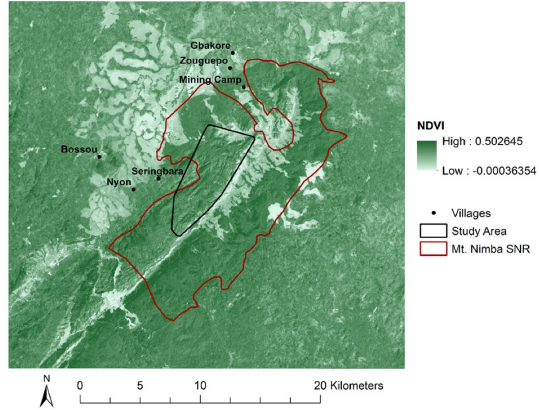 Gbakoré
Zouguepo
Mining Camp
Bossou
Seringbara
Nyon
NDVI
High : 0.502645
Low : -0.00036354
Villages
Study Area
Mt. Nimba SNR
N
0 5 10 20 Kilometers